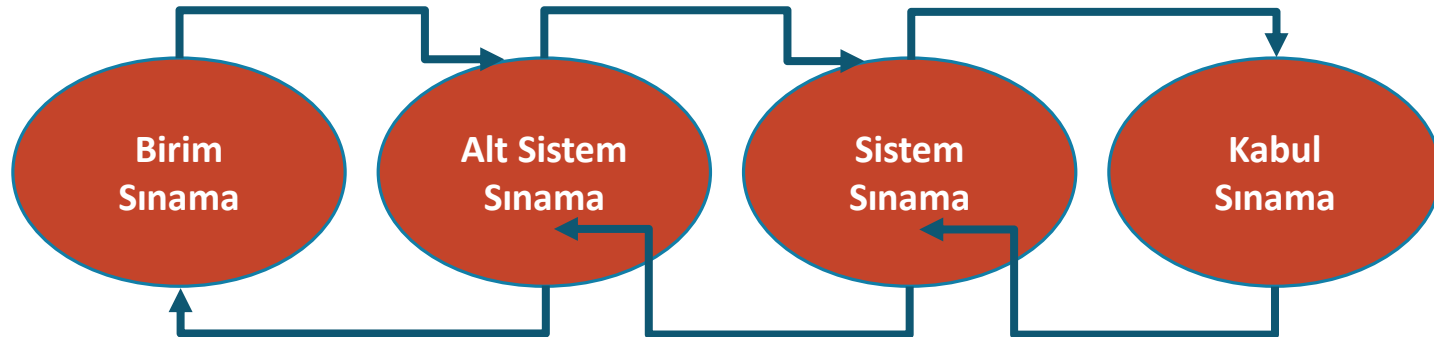 Birim
Sınama
Alt Sistem
Sınama
Sistem
Sınama
Kabul
Sınama